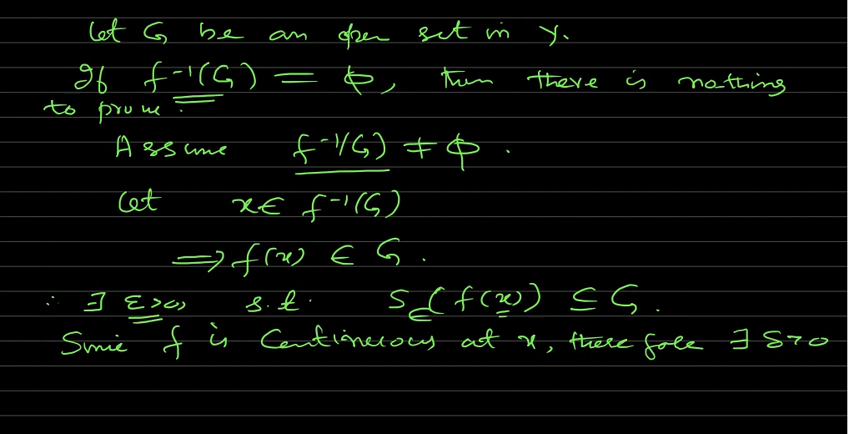 Let G be an open set in Y.
If f⁻¹(G) = ϕ, then there is nothing
to prove.
Assume f⁻¹(G) ≠ ϕ.
Let x ∈ f⁻¹(G)
⟹ f(x) ∈ G.
∴ ∃ ε>0, s.t. S_ε(f(x)) ⊆ G.
Since f is continuous at x, therefore ∃ δ>0